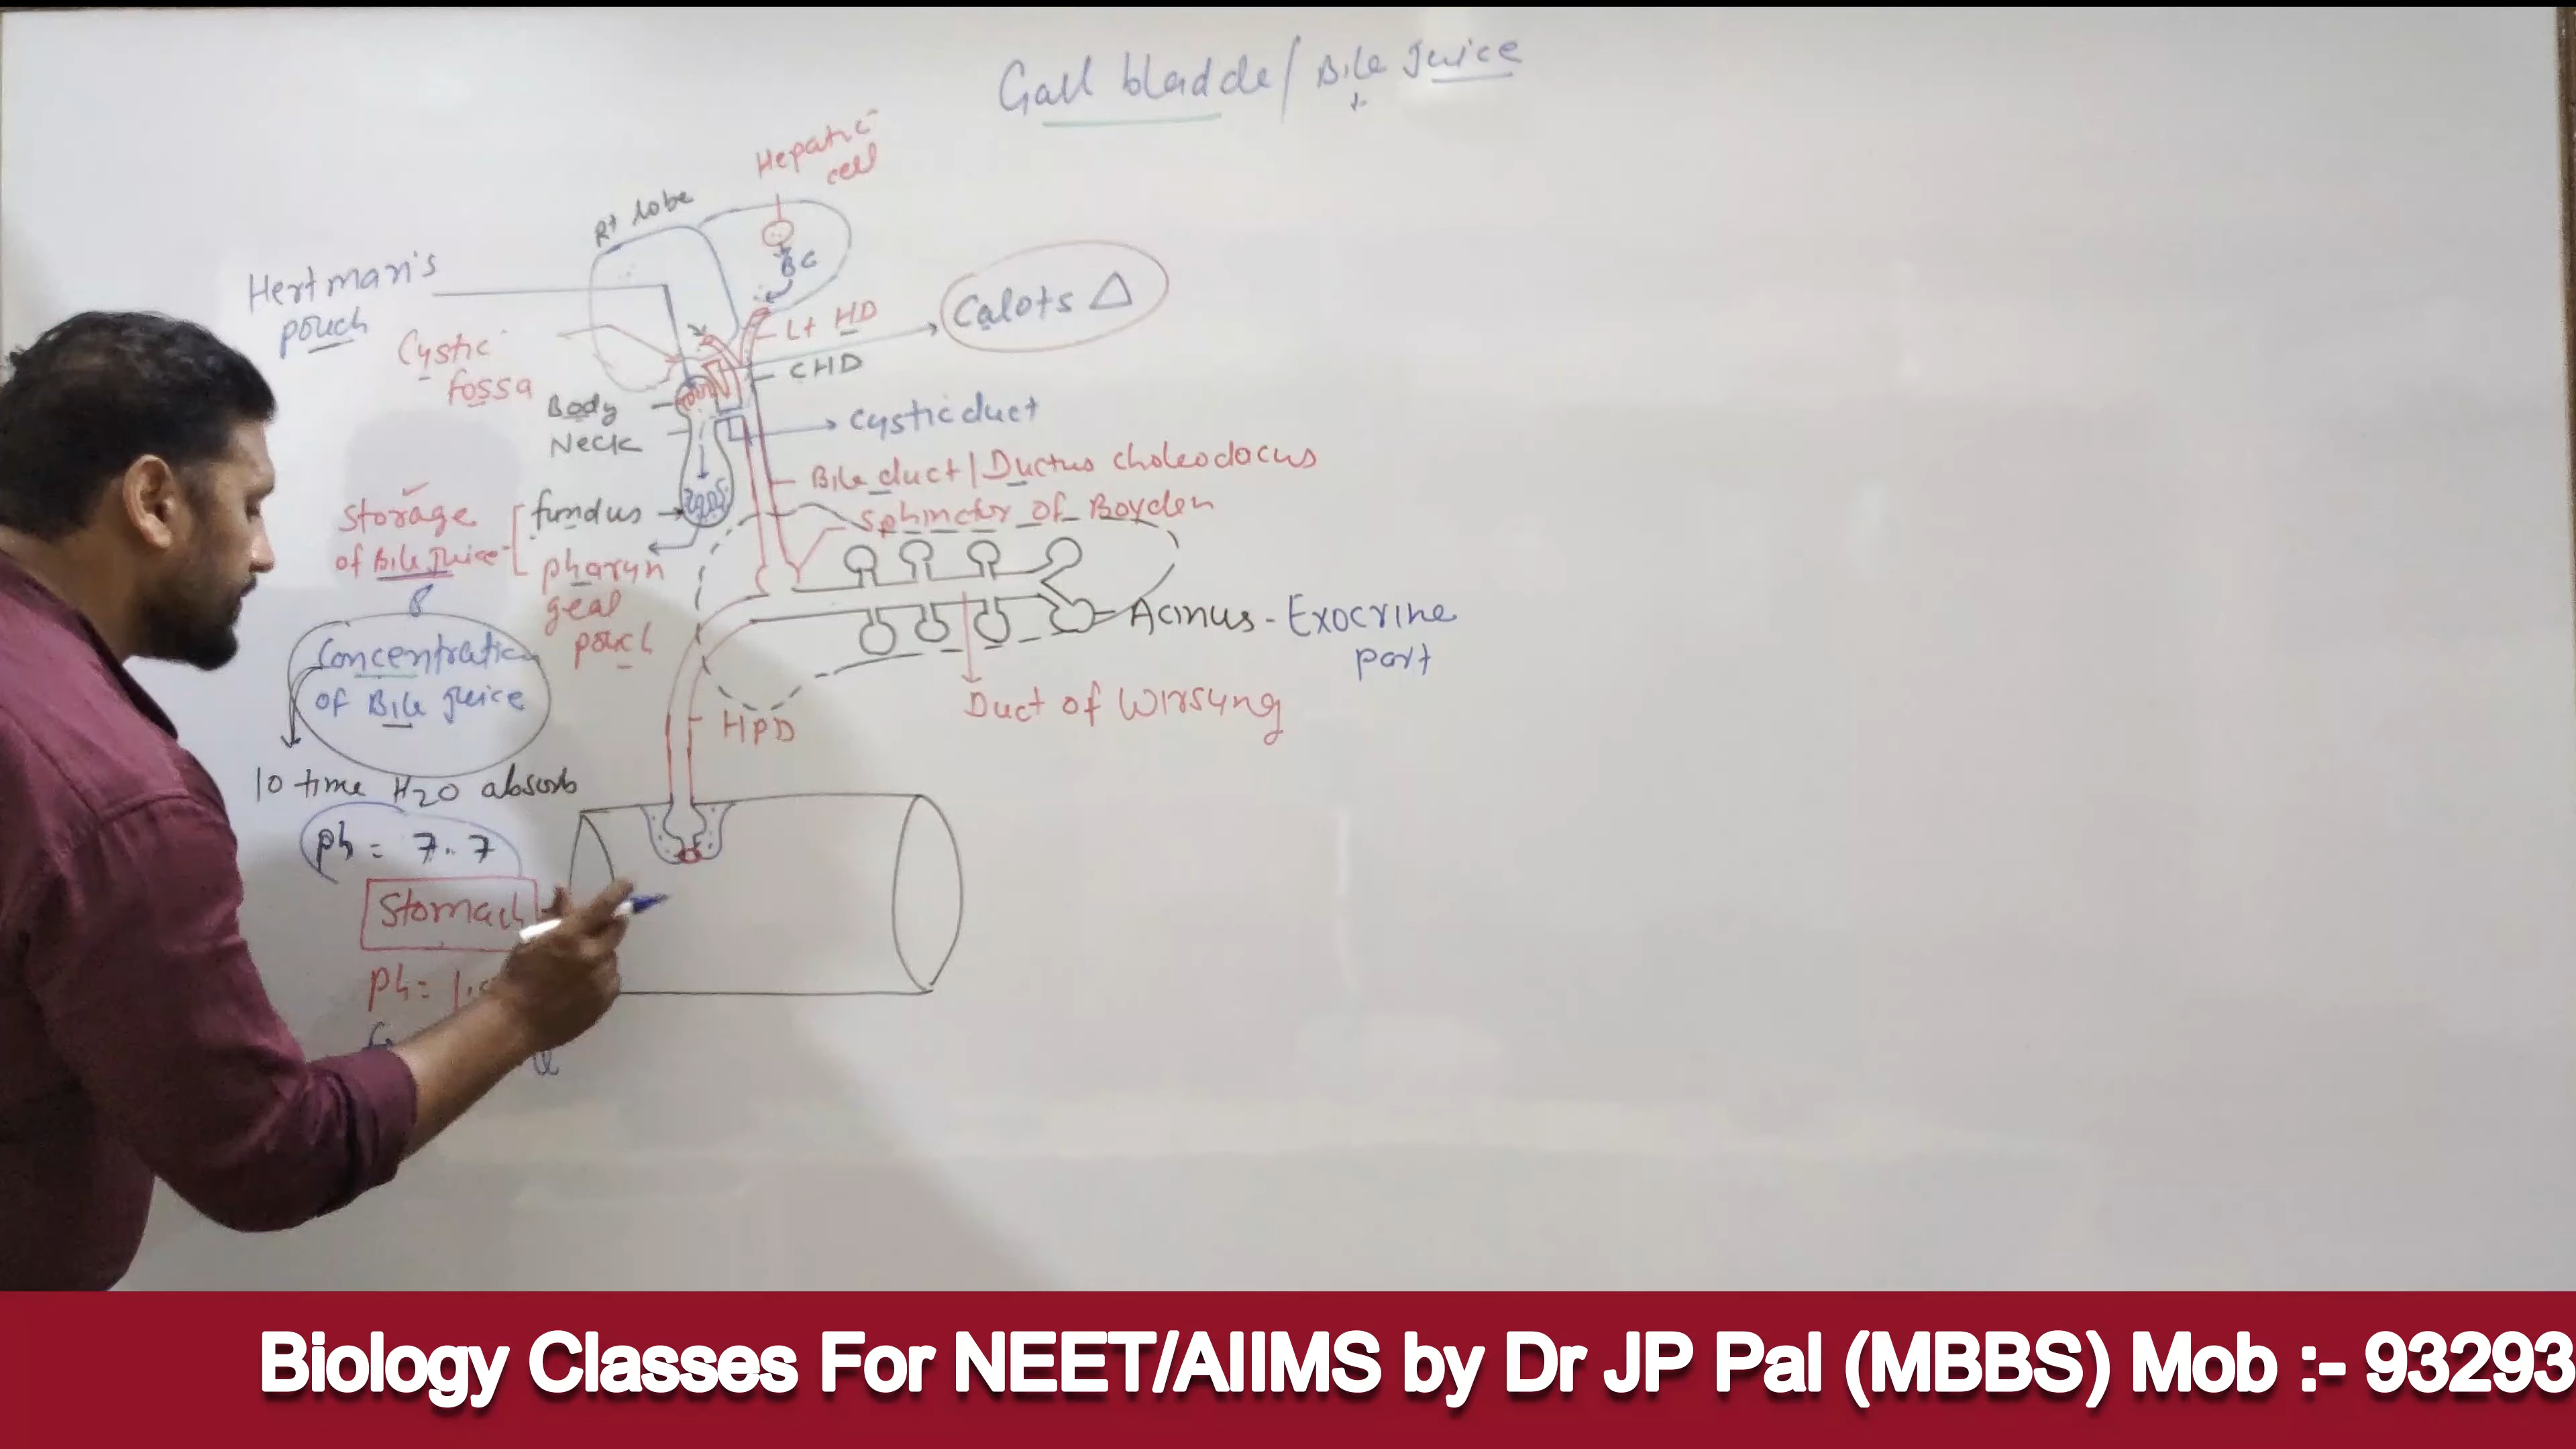 Gall bladde/Bile Juice
Hepatic
cell
Rt lobe
BC
Hertman's
pouch
Lt HD
Calots △
Cystic
fossa
CHD
Body
Cystic duct
Neck
Bile duct/Ductus choleodocus
Storage
of Bile Juice
fundus
Sphincter of Boyden
pharyn
geal
pouch
Acinus - Exocrine
part
Concentration
of Bile Juice
Duct of Wirsung
HPD
10 time H2O absorb
ph = 7.7
Stomach
ph =
Biology Classes For NEET/AIIMS by Dr JP Pal (MBBS) Mob :- 93293